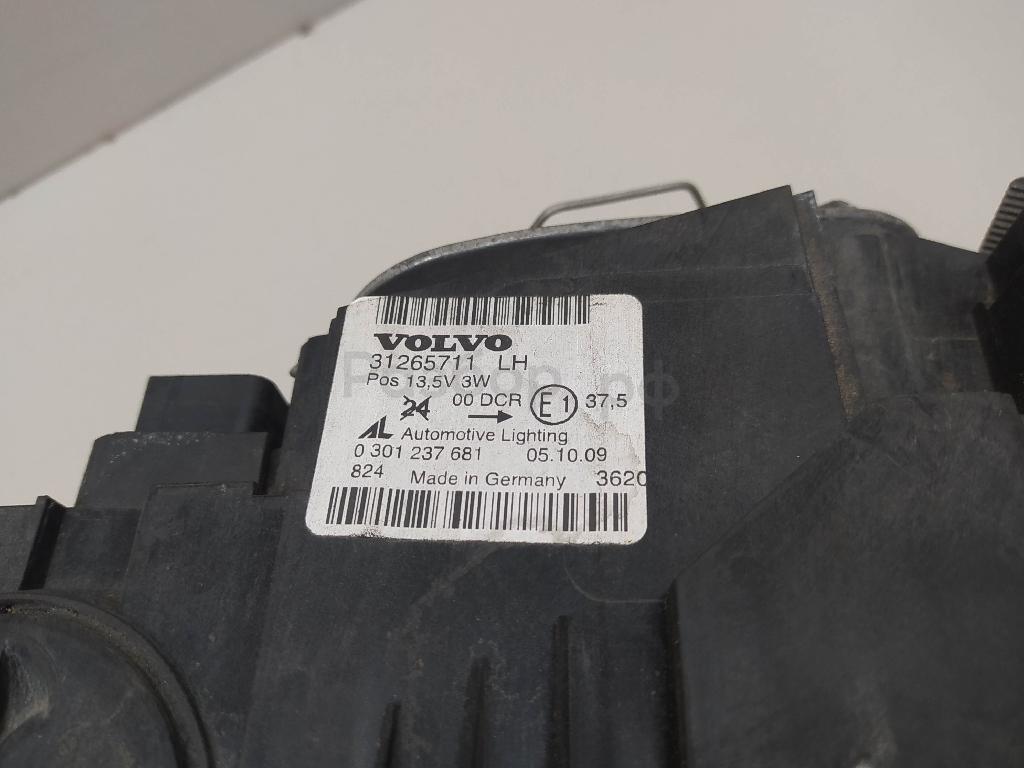 VOLVO
31265711 LH
Pos 13,5V 3W
24 00 DCR E1 37,5
AL Automotive Lighting
0 301 237 681 05.10.09
824 Made in Germany 3620